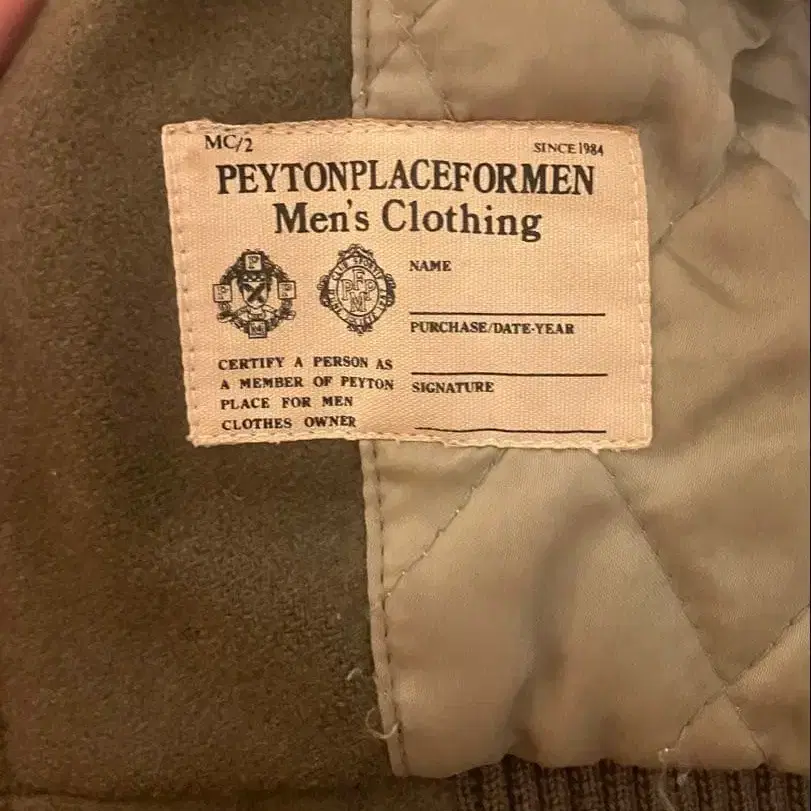 MC/2
SINCE 1984
PEYTONPLACEFORMEN
Men's Clothing
P
P P
M
PFPM
NAME
PURCHASE/DATE-YEAR
CERTIFY A PERSON AS
A MEMBER OF PEYTON
PLACE FOR MEN
CLOTHES OWNER
SIGNATURE